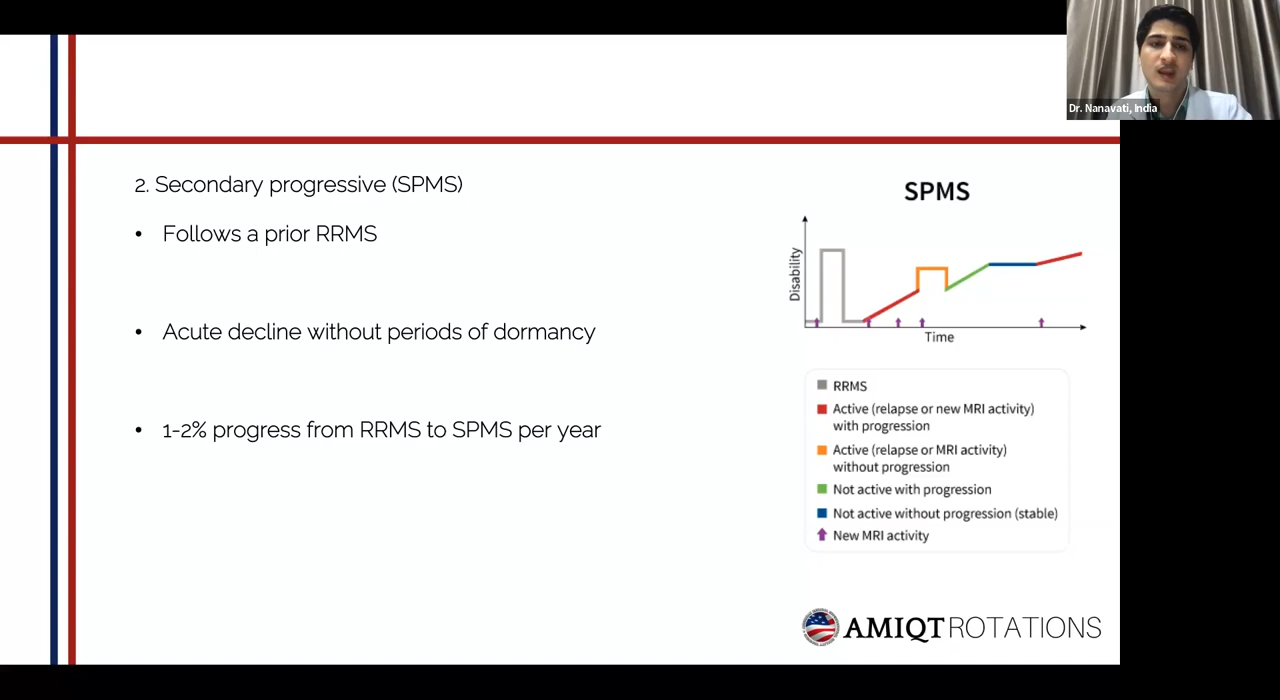 Dr. Nanavati, India
2. Secondary progressive (SPMS)
• Follows a prior RRMS
• Acute decline without periods of dormancy
• 1-2% progress from RRMS to SPMS per year
SPMS
Disability
Time
RRMS
Active (relapse or new MRI activity)
with progression
Active (relapse or MRI activity)
without progression
Not active with progression
Not active without progression (stable)
New MRI activity
AMIQT ROTATIONS